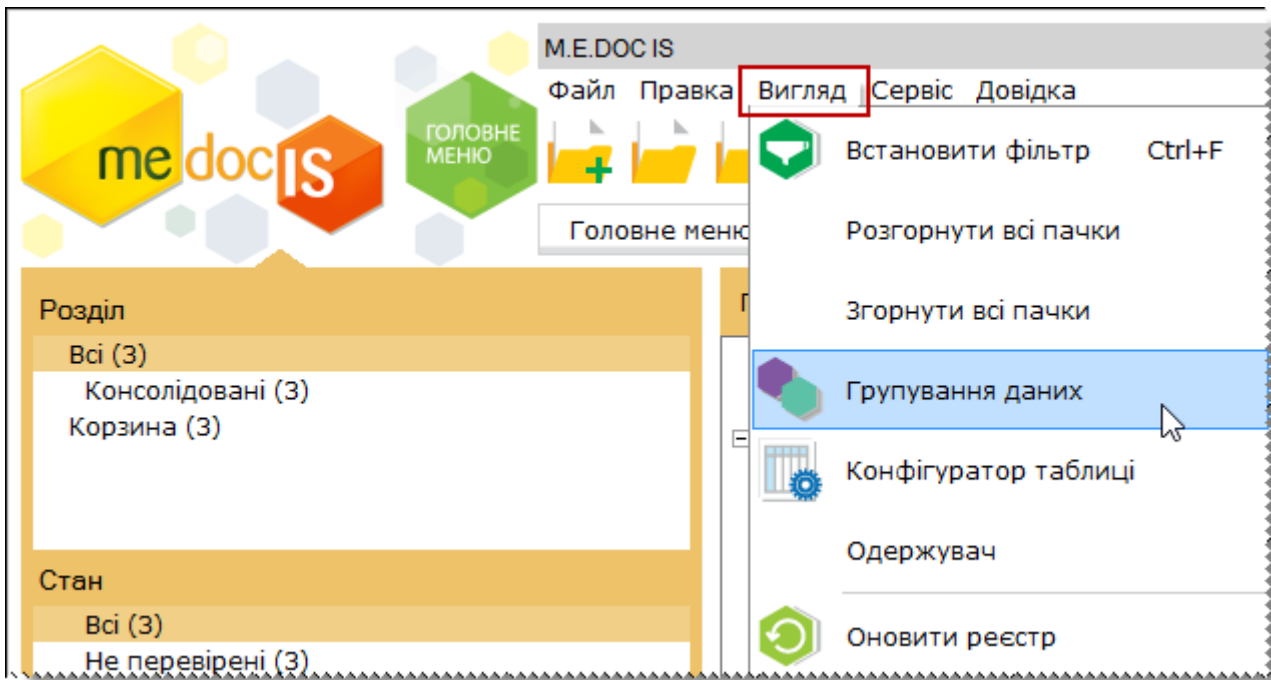 me doc IS
ГОЛОВНЕ
МЕНЮ
M.E.DOC IS
Файл Правка Вигляд Сервіс Довідка
Головне меню
Встановити фільтр Ctrl+F
Розгорнути всі пачки
Згорнути всі пачки
Групування даних
Конфігуратор таблиці
Одержувач
Оновити реєстр
Розділ
Всі (3)
Консолідовані (3)
Корзина (3)
Стан
Всі (3)
Не перевірені (3)